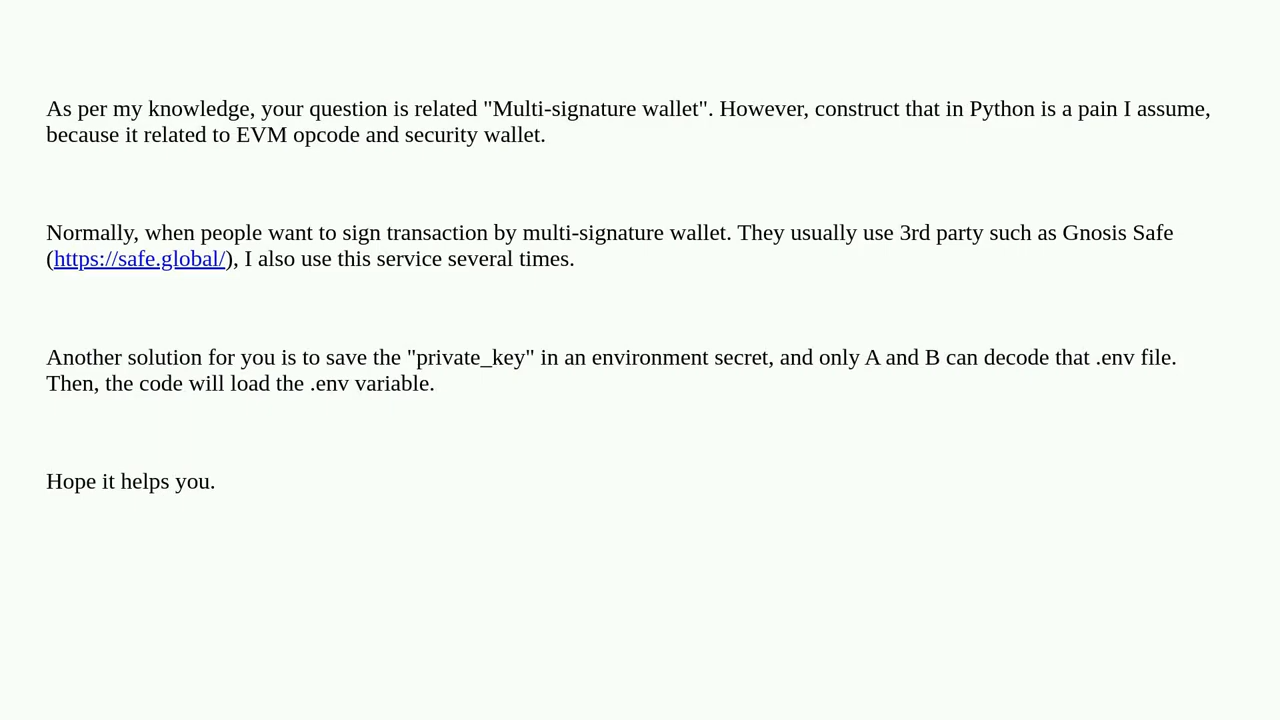 As per my knowledge, your question is related "Multi-signature wallet". However, construct that in Python is a pain I assume,
because it related to EVM opcode and security wallet.
Normally, when people want to sign transaction by multi-signature wallet. They usually use 3rd party such as Gnosis Safe
(https://safe.global/), I also use this service several times.
Another solution for you is to save the "private_key" in an environment secret, and only A and B can decode that .env file.
Then, the code will load the .env variable.
Hope it helps you.